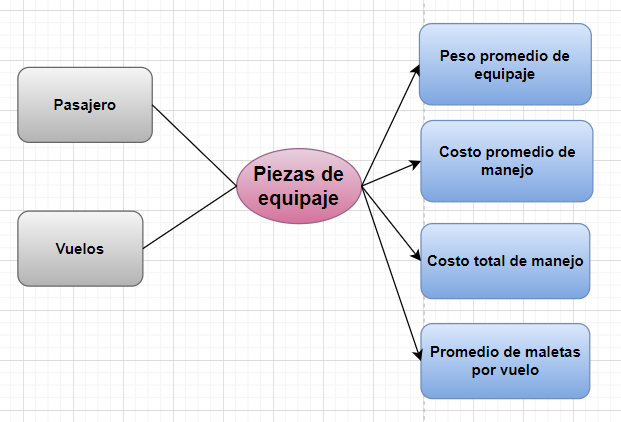 Pasajero
Vuelos
Piezas de
equipaje
Peso promedio de
equipaje
Costo promedio de
manejo
Costo total de manejo
Promedio de maletas
por vuelo